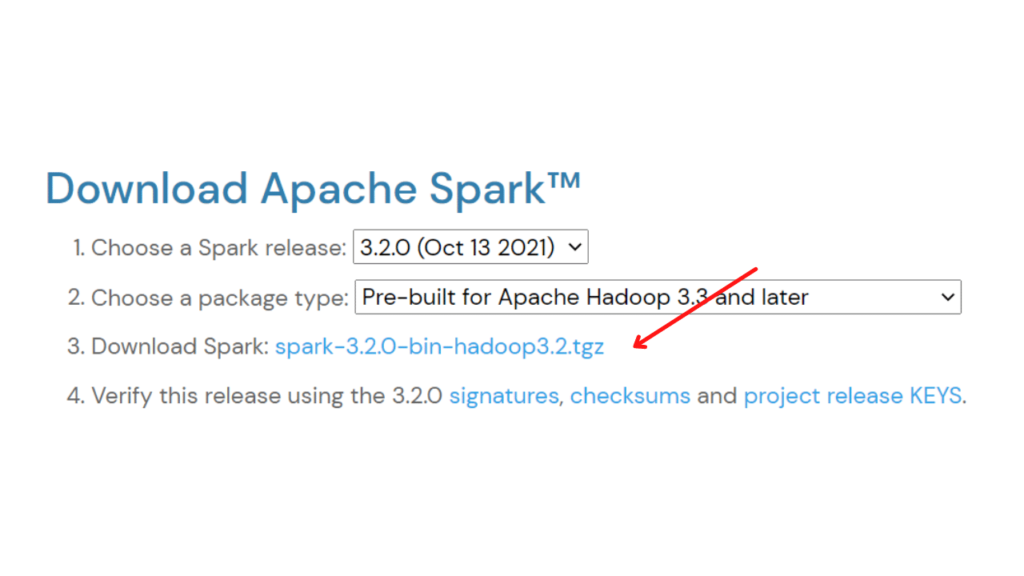 Download Apache Spark™
1. Choose a Spark release: 3.2.0 (Oct 13 2021)
2. Choose a package type: Pre-built for Apache Hadoop 3.3 and later
3. Download Spark: spark-3.2.0-bin-hadoop3.2.tgz
4. Verify this release using the 3.2.0 signatures, checksums and project release KEYS.